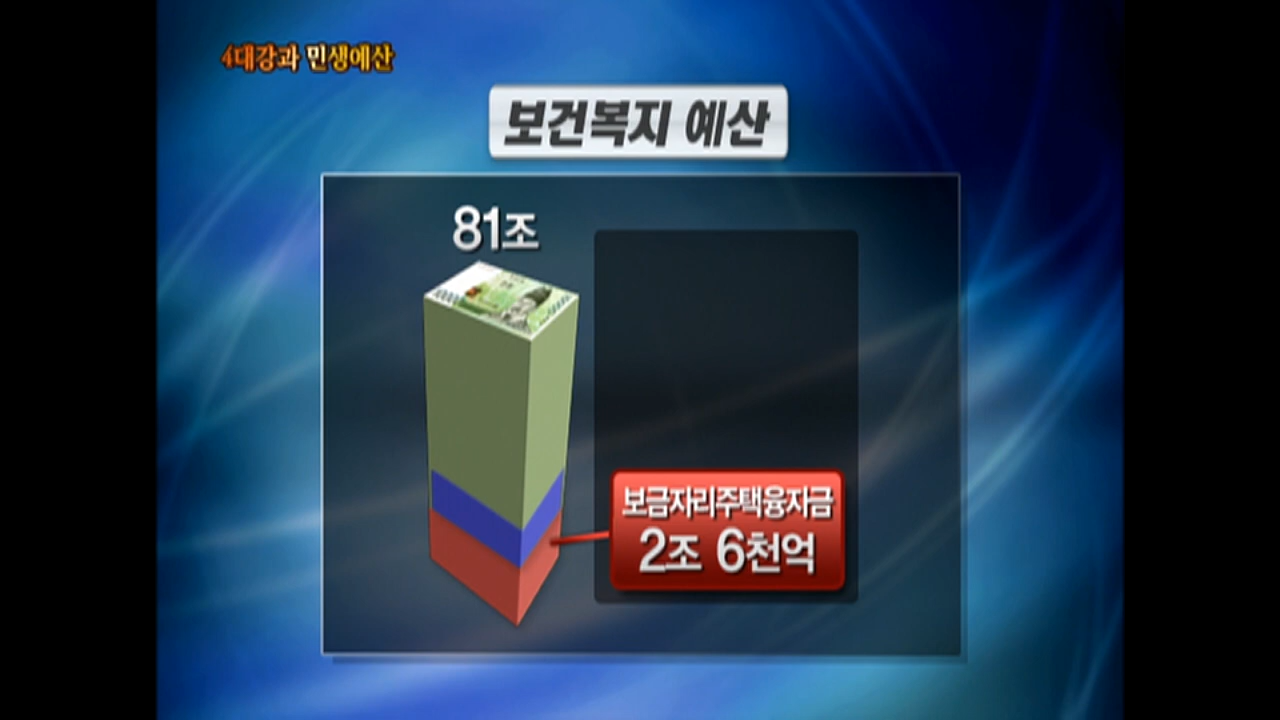 4대강과 민생예산
보건복지 예산
81조
보금자리주택융자금
2조 6천억